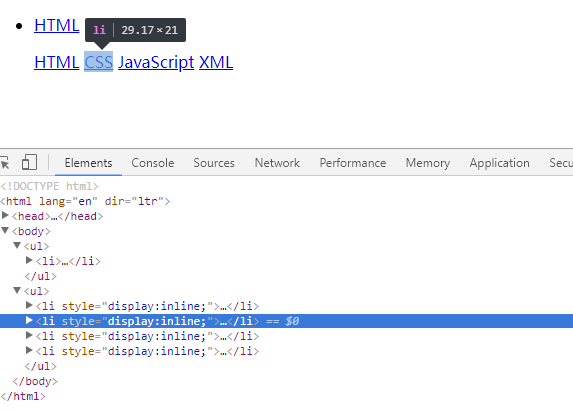 HTML
li 29.17×21
HTML CSS JavaScript XML
Elements Console Sources Network Performance Memory Application Secu
<!DOCTYPE html>
<html lang="en" dir="ltr">
<head>…</head>
<body>
<ul>
<li>…</li>
</ul>
<ul>
<li style="display:inline;">…</li>
<li style="display:inline;">…</li> == $0
<li style="display:inline;">…</li>
<li style="display:inline;">…</li>
</ul>
</body>
</html>